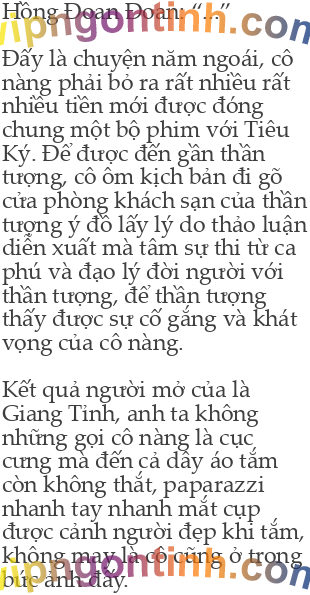 Hồng Đoan Đoan: “...”
Đấy là chuyện năm ngoái, cô
nàng phải bỏ ra rất nhiều rất
nhiều tiền mới được đóng
chung một bộ phim với Tiêu
Ký. Để được đến gần thần
tượng, cô ôm kịch bản đi gõ
cửa phòng khách sạn của thần
tượng ý đồ lấy lý do thảo luận
diễn xuất mà tâm sự thi từ ca
phú và đạo lý đời người với
thần tượng, để thần tượng
thấy được sự cố gắng và khát
vọng của cô nàng.
Kết quả người mở cửa là
Giang Tỉnh, anh ta không
những gọi cô nàng là cục
cưng mà đến cả dây áo tắm
còn không thắt, paparazzi
nhanh tay nhanh mắt cụp
được cảnh người đẹp khi tắm,
không may là cô cũng ở trong
bức ảnh đấy.
vipngontinh.com
vipngontinh.com